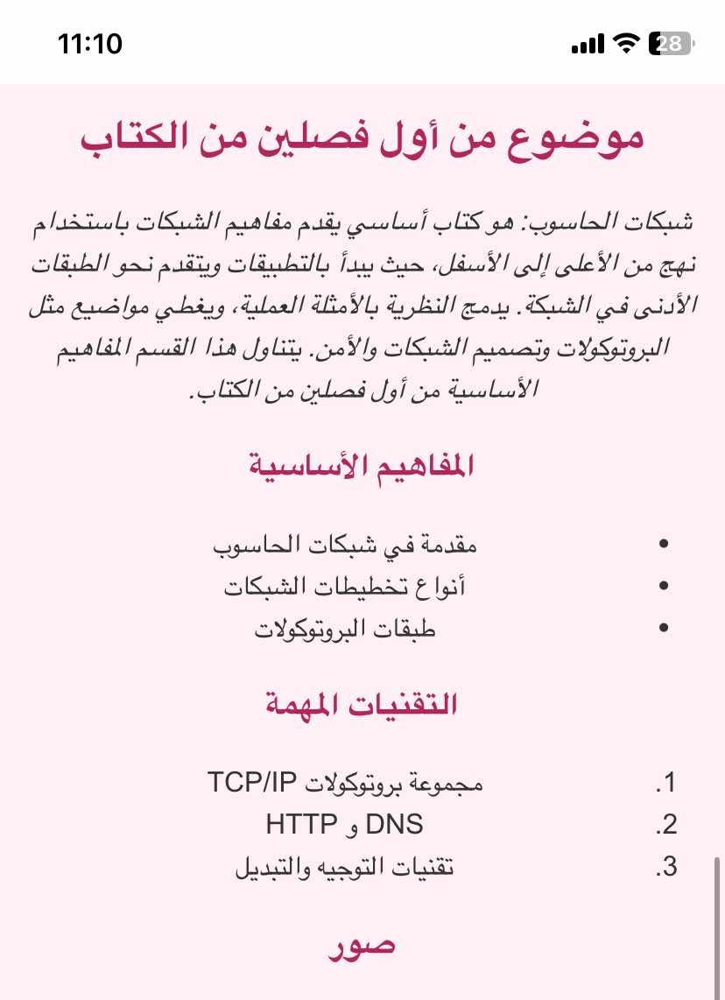 11:10
28
موضوع من أول فصلين من الكتاب
شبكات الحاسوب: هو كتاب أساسي يقدم مفاهيم الشبكات باستخدام
نهج من الأعلى إلى الأسفل، حيث يبدأ بالتطبيقات ويتقدم نحو الطبقات
الأدنى في الشبكة. يدمج النظرية بالأمثلة العملية، ويغطي مواضيع مثل
البروتوكولات وتصميم الشبكات والأمن. يتناول هذا القسم المفاهيم
الأساسية من أول فصلين من الكتاب.
المفاهيم الأساسية
• مقدمة في شبكات الحاسوب
• أنواع تخطيطات الشبكات
• طبقات البروتوكولات
التقنيات المهمة
1. مجموعة بروتوكولات TCP/IP
2. DNS و HTTP
3. تقنيات التوجيه والتبديل
صور